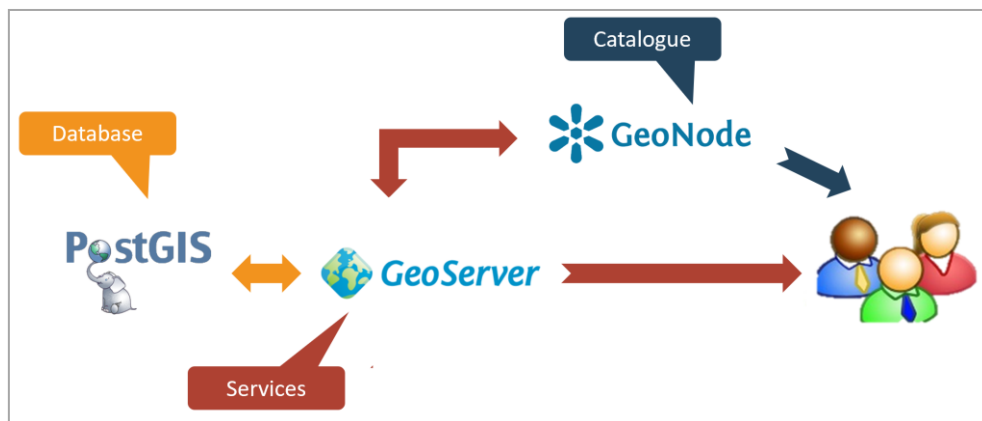 Catalogue
Database
GeoNode
PostGIS
GeoServer
Services